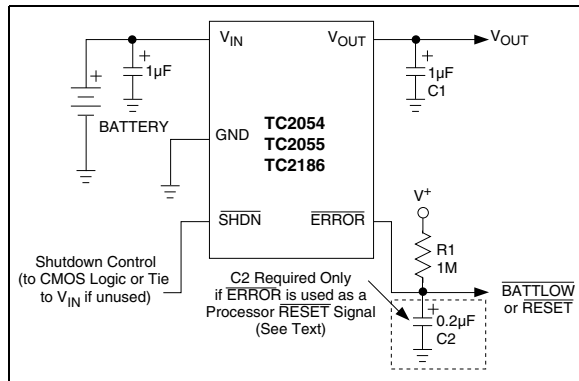 V_IN
V_OUT
V_OUT
+
1µF
+
1µF
C1
+
BATTERY
TC2054
TC2055
TC2186
GND
V⁺
SHDN
ERROR
R1
1M
Shutdown Control
(to CMOS Logic or Tie
to V_IN if unused)
C2 Required Only
if ERROR is used as a
Processor RESET Signal
(See Text)
BATTLOW
or RESET
+
0.2µF
C2